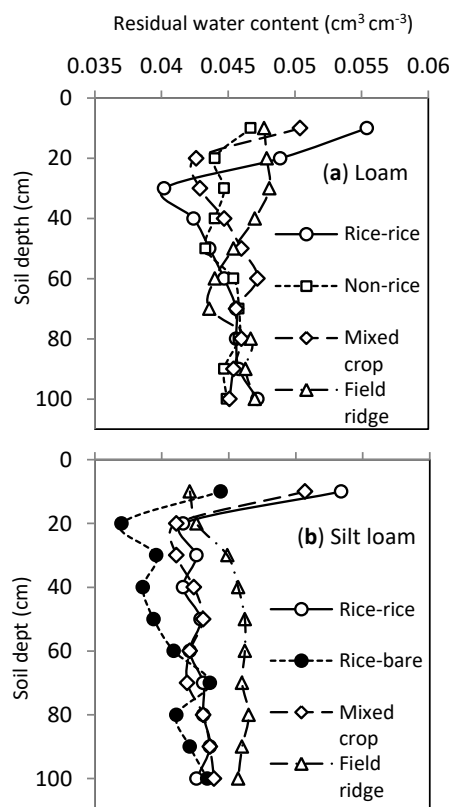 Residual water content (cm³ cm⁻³)
0.035 0.04 0.045 0.05 0.055 0.06
0
20
40
60
80
100
Soil depth (cm)
(a) Loam
Rice-rice
Non-rice
Mixed
crop
Field
ridge
0
20
40
60
80
100
Soil dept (cm)
(b) Silt loam
Rice-rice
Rice-bare
Mixed
crop
Field
ridge